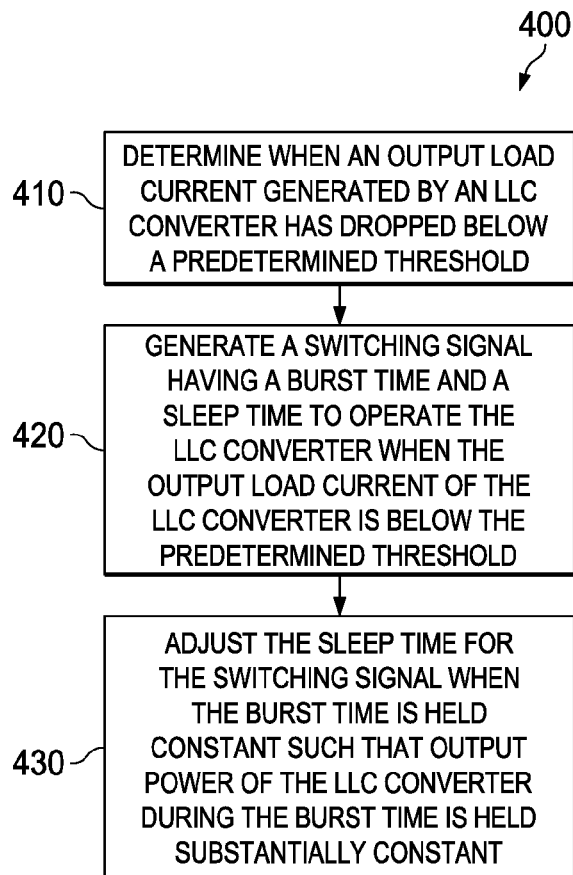 400
410
DETERMINE WHEN AN OUTPUT LOAD
CURRENT GENERATED BY AN LLC
CONVERTER HAS DROPPED BELOW
A PREDETERMINED THRESHOLD
420
GENERATE A SWITCHING SIGNAL
HAVING A BURST TIME AND A
SLEEP TIME TO OPERATE THE
LLC CONVERTER WHEN THE
OUTPUT LOAD CURRENT OF THE
LLC CONVERTER IS BELOW THE
PREDETERMINED THRESHOLD
430
ADJUST THE SLEEP TIME FOR
THE SWITCHING SIGNAL WHEN
THE BURST TIME IS HELD
CONSTANT SUCH THAT OUTPUT
POWER OF THE LLC CONVERTER
DURING THE BURST TIME IS HELD
SUBSTANTIALLY CONSTANT